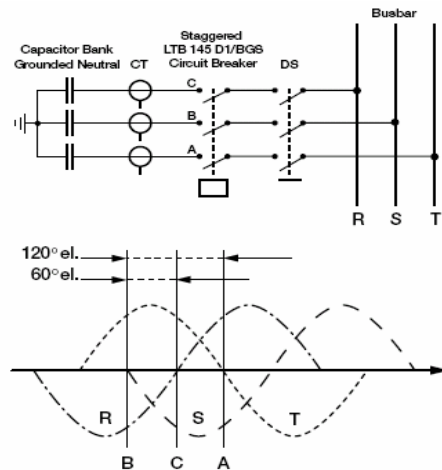 Busbar
Capacitor Bank
Grounded Neutral
CT
Staggered
LTB 145 D1/BGS
Circuit Breaker
DS
C
B
A
R S T
120°el.
60°el.
R S T
B C A